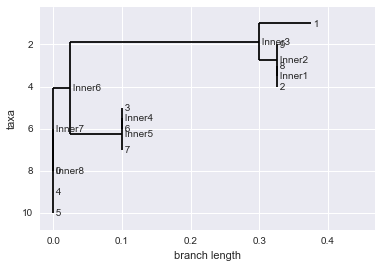 1
2
Inner3
9
Inner2
8
Inner1
4
Inner6
2
3
Inner4
6
Inner7
6
Inner5
7
8
0
Inner8
4
10
5
0.0
0.1
0.2
0.3
0.4
branch length
taxa